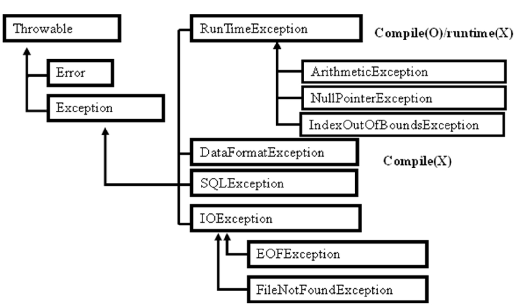 Throwable
Error
Exception
RunTimeException
Compile(O)/runtime(X)
ArithmeticException
NullPointerException
IndexOutOfBoundsException
DataFormatException
Compile(X)
SQLException
IOException
EOFException
FileNotFoundException